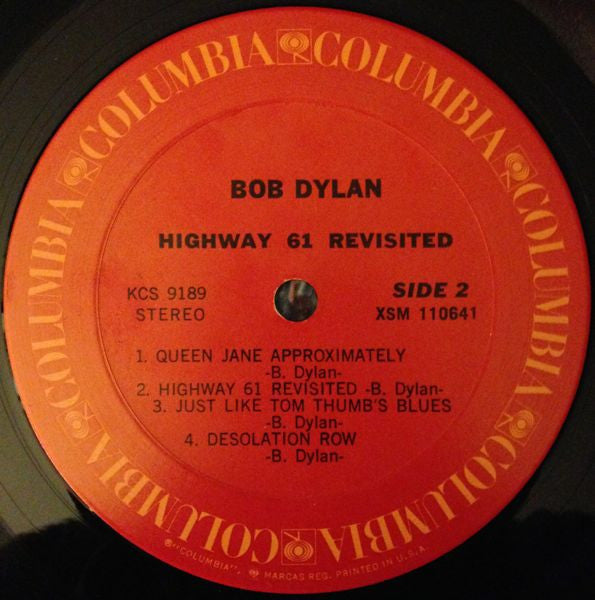 COLUMBIA COLUMBIA COLUMBIA COLUMBIA COLUMBIA COLUMBIA
BOB DYLAN
HIGHWAY 61 REVISITED
KCS 9189 SIDE 2
STEREO XSM 110641
1. QUEEN JANE APPROXIMATELY
-B. Dylan-
2. HIGHWAY 61 REVISITED -B. Dylan-
3. JUST LIKE TOM THUMB'S BLUES
-B. Dylan-
4. DESOLATION ROW
-B. Dylan-
®"COLUMBIA", MARCAS REG. PRINTED IN U.S.A.